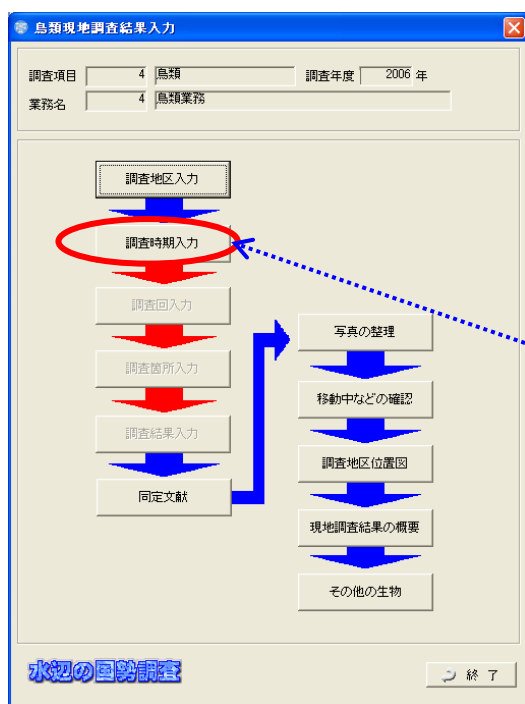 鳥類現地調査結果入力
調査項目 4 鳥類 調査年度 2006 年
業務名 4 鳥類業務
調査地区入力
調査時期入力
調査回入力
調査箇所入力
調査結果入力
同定文献
写真の整理
移動中などの確認
調査地区位置図
現地調査結果の概要
その他の生物
水辺の国勢調査
終 了